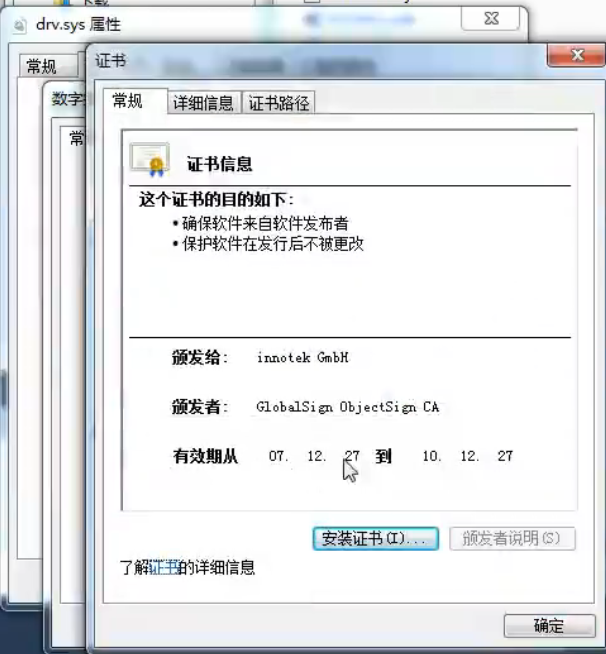 drv.sys 属性
常规
证书
数字
常
常规
详细信息
证书路径
证书信息
这个证书的目的如下:
•确保软件来自软件发布者
•保护软件在发行后不被更改
颁发给: innotek GmbH
颁发者: GlobalSign ObjectSign CA
有效期从 07. 12. 27 到 10. 12. 27
安装证书(I)...
颁发者说明(S)
了解证书的详细信息
确定